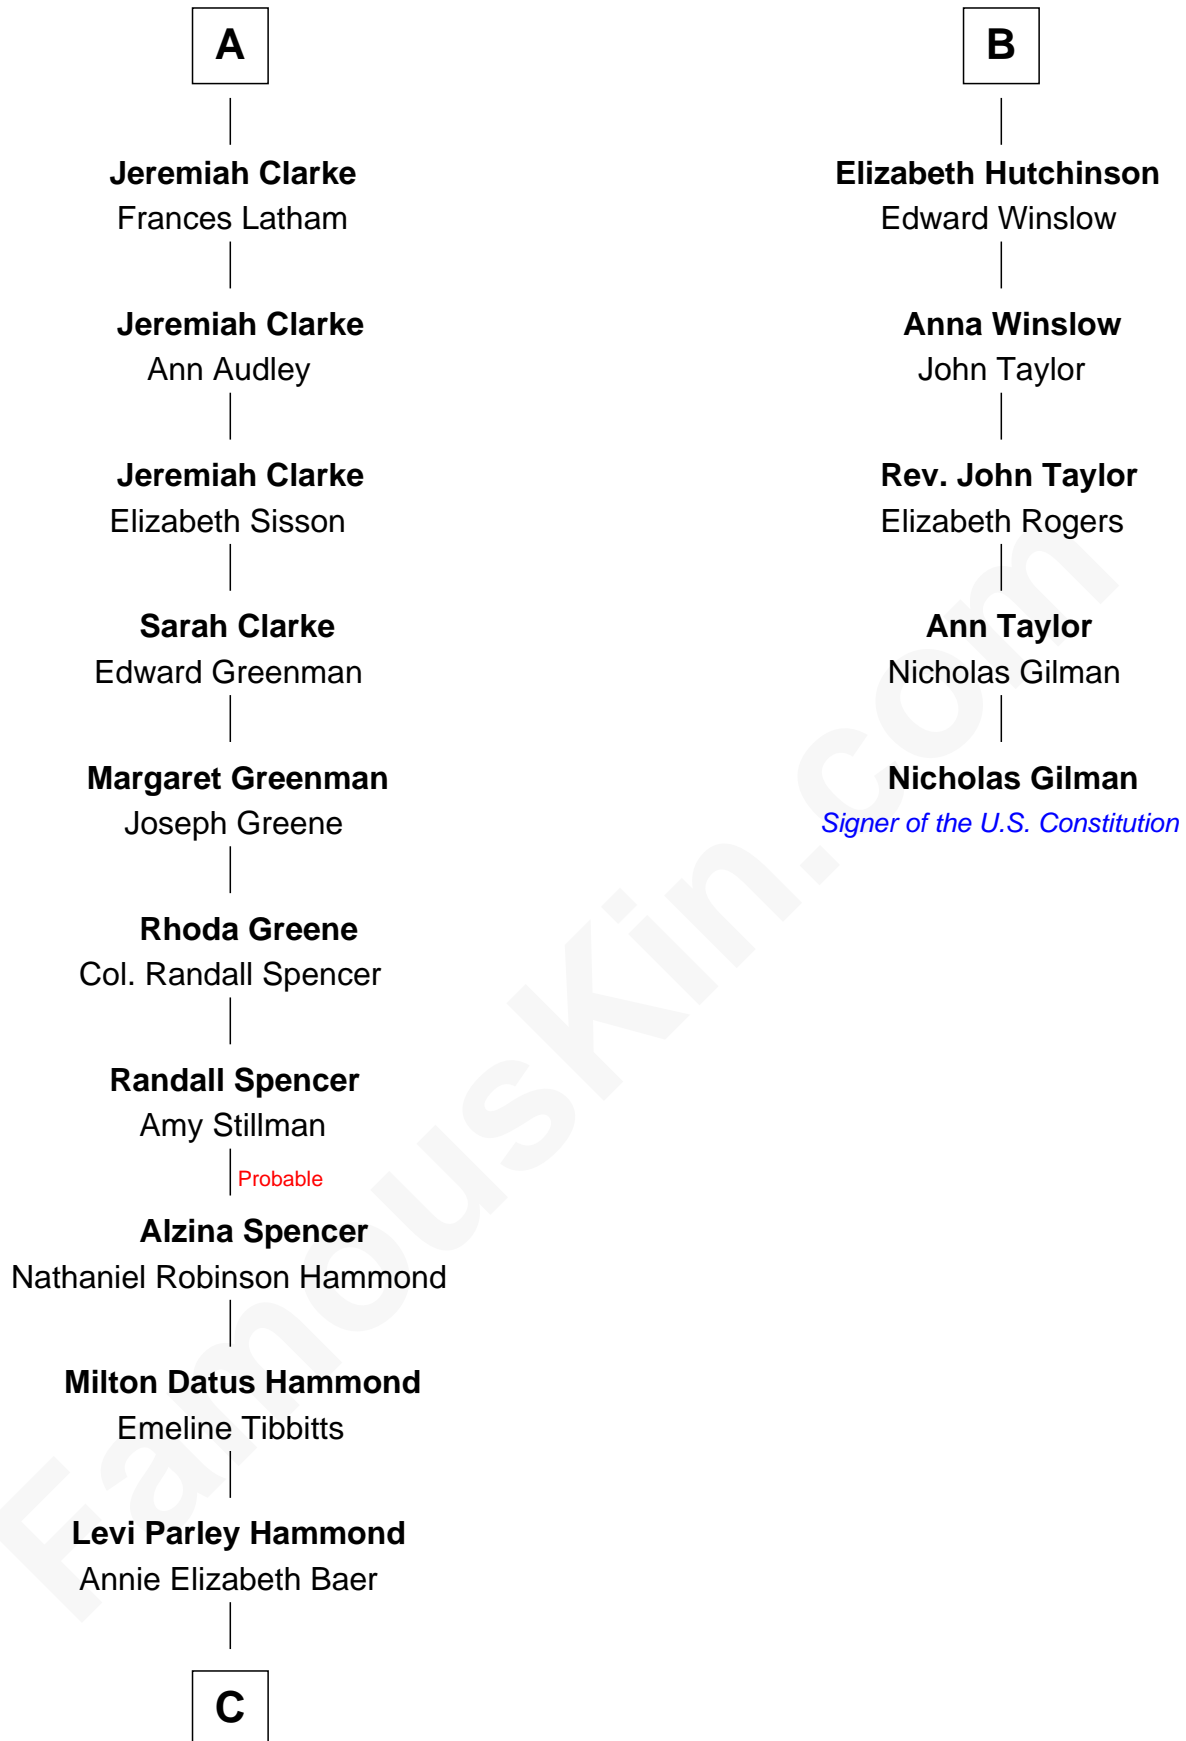 A
Jeremiah Clarke
Frances Latham
Jeremiah Clarke
Ann Audley
Jeremiah Clarke
Elizabeth Sisson
Sarah Clarke
Edward Greenman
Margaret Greenman
Joseph Greene
Rhoda Greene
Col. Randall Spencer
Randall Spencer
Amy Stillman
Probable
Alzina Spencer
Nathaniel Robinson Hammond
Milton Datus Hammond
Emeline Tibbitts
Levi Parley Hammond
Annie Elizabeth Baer
C
B
Elizabeth Hutchinson
Edward Winslow
Anna Winslow
John Taylor
Rev. John Taylor
Elizabeth Rogers
Ann Taylor
Nicholas Gilman
Nicholas Gilman
Signer of the U.S. Constitution
FamousKin.com